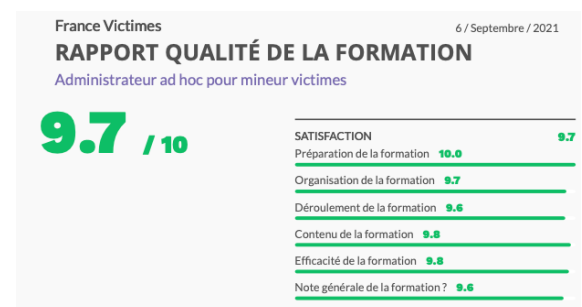 France Victimes
6 / Septembre / 2021
RAPPORT QUALITÉ DE LA FORMATION
Administrateur ad hoc pour mineur victimes
9.7 / 10
SATISFACTION 9.7
Préparation de la formation 10.0
Organisation de la formation 9.7
Déroulement de la formation 9.6
Contenu de la formation 9.8
Efficacité de la formation 9.8
Note générale de la formation ? 9.6